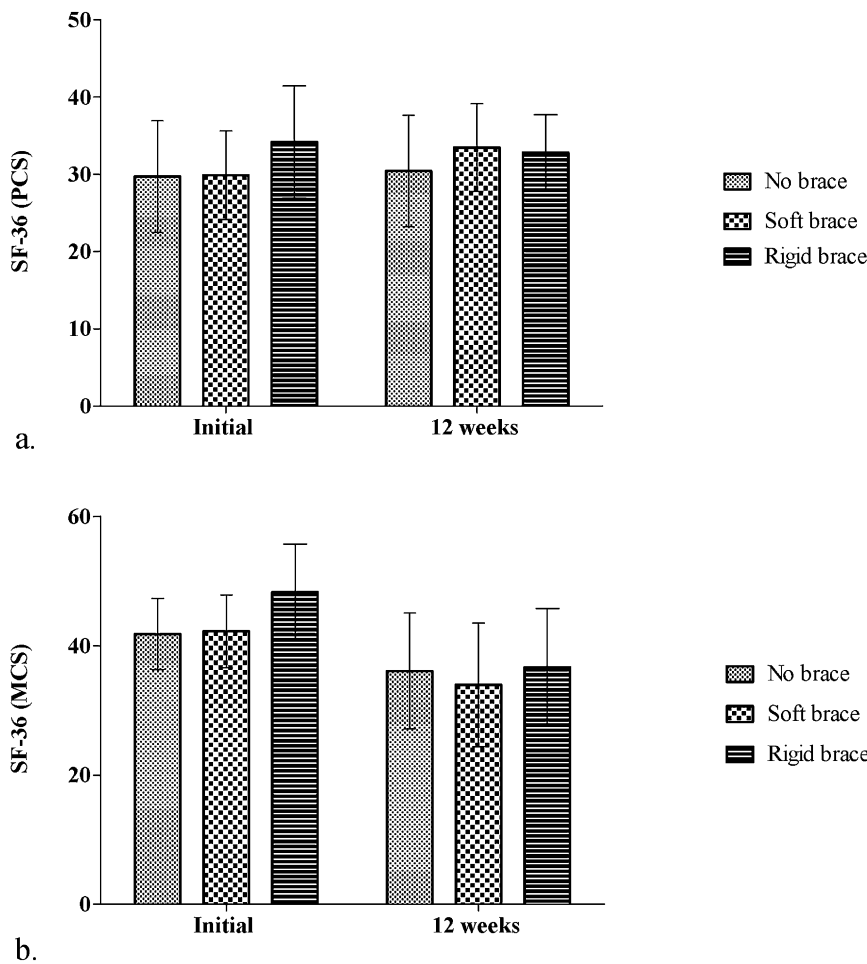 50
40
30
20
10
0
SF-36 (PCS)
Initial
12 weeks
No brace
Soft brace
Rigid brace
a.
60
40
20
0
SF-36 (MCS)
Initial
12 weeks
No brace
Soft brace
Rigid brace
b.